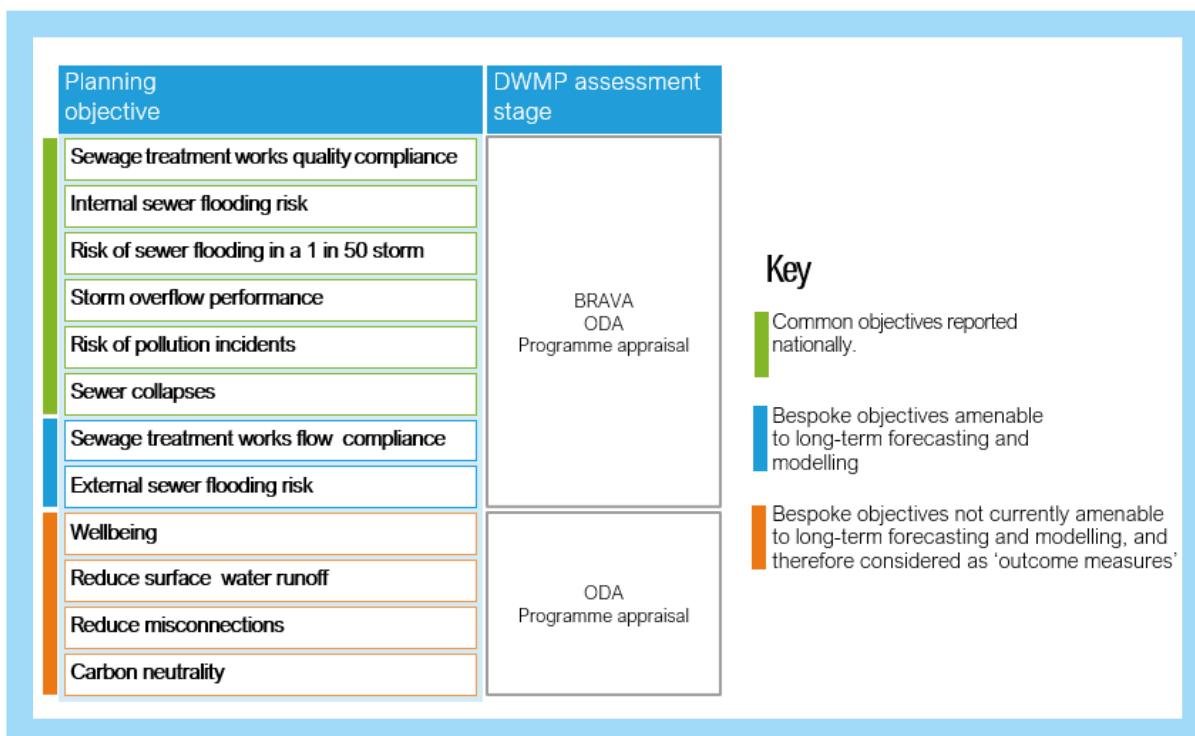 Planning
objective
DWMP assessment
stage
Sewage treatment works quality compliance
Internal sewer flooding risk
Risk of sewer flooding in a 1 in 50 storm
Storm overflow performance
Risk of pollution incidents
Sewer collapses
Sewage treatment works flow compliance
External sewer flooding risk
BRAVA
ODA
Programme appraisal
Wellbeing
Reduce surface water runoff
Reduce misconnections
Carbon neutrality
ODA
Programme appraisal
Key
Common objectives reported
nationally.
Bespoke objectives amenable
to long-term forecasting and
modelling
Bespoke objectives not currently amenable
to long-term forecasting and modelling, and
therefore considered as ‘outcome measures’